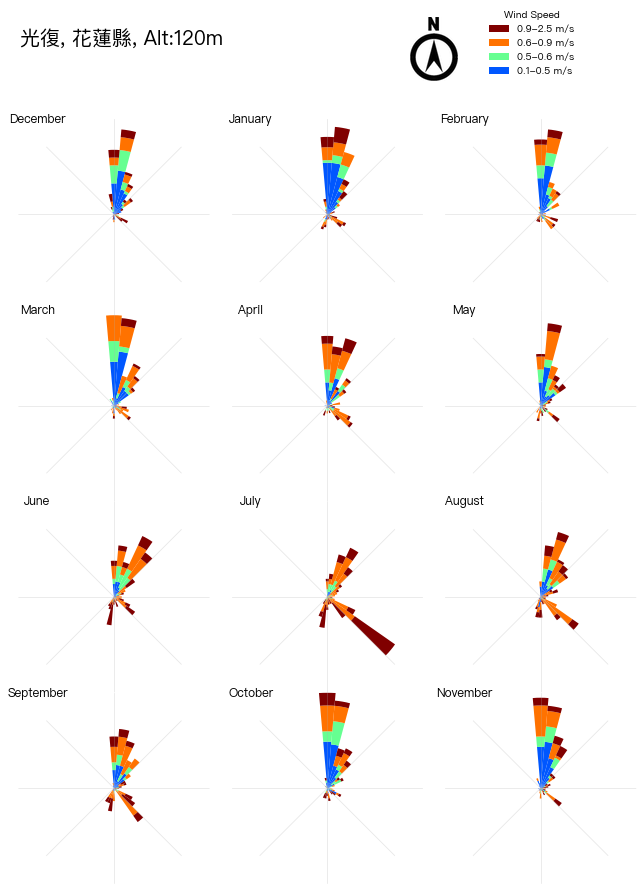 光復, 花蓮縣, Alt:120m
N
Wind Speed
0.9–2.5 m/s
0.6–0.9 m/s
0.5–0.6 m/s
0.1–0.5 m/s
December
January
February
March
April
May
June
July
August
September
October
November